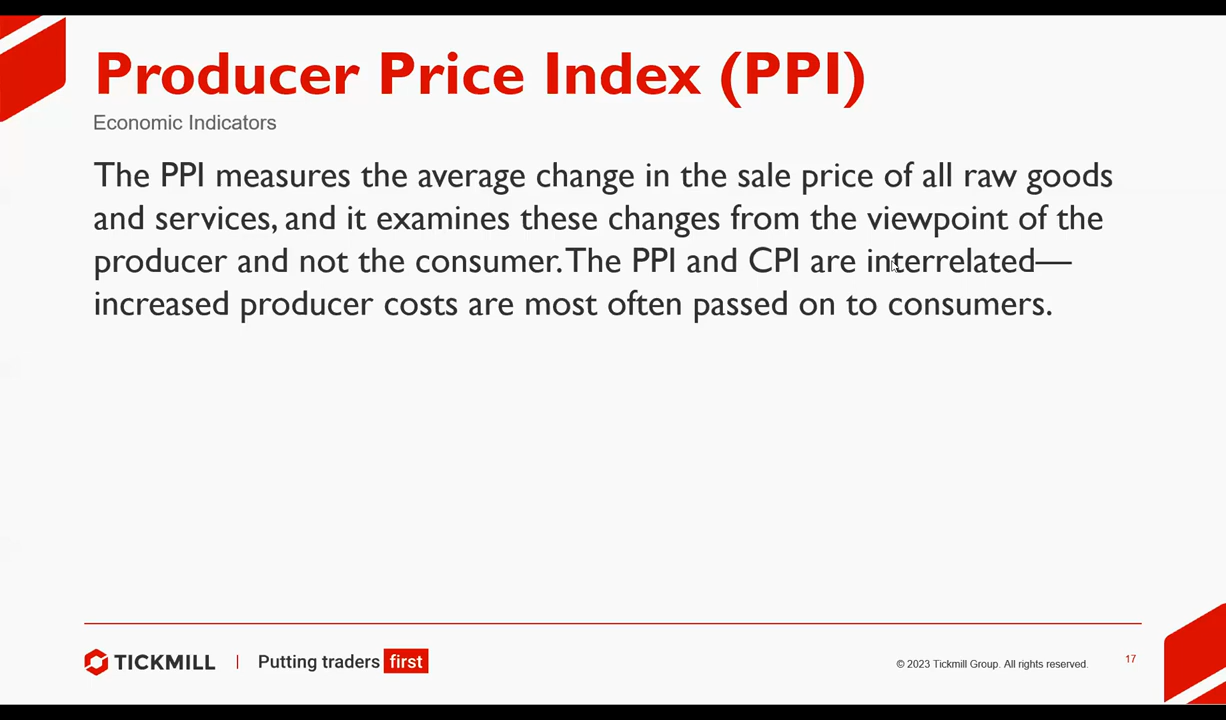 Producer Price Index (PPI)
Economic Indicators
The PPI measures the average change in the sale price of all raw goods
and services, and it examines these changes from the viewpoint of the
producer and not the consumer. The PPI and CPI are interrelated—
increased producer costs are most often passed on to consumers.
TICKMILL | Putting traders first
© 2023 Tickmill Group. All rights reserved.
17